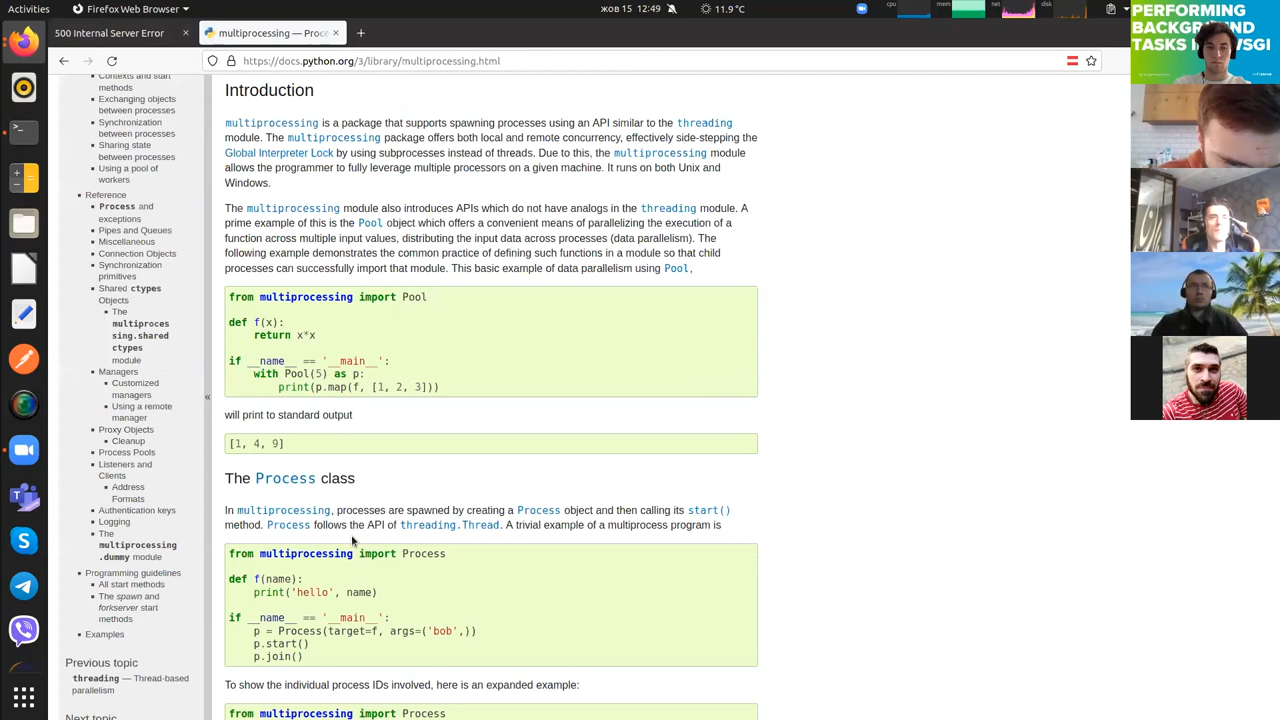 Activities
Firefox Web Browser
жов 15 12:49
11.9 °C
cpu
mem
net
disk
500 Internal Server Error
multiprocessing — Proce
https://docs.python.org/3/library/multiprocessing.html
Contexts and start
methods
Exchanging objects
between processes
Synchronization
between processes
Sharing state
between processes
Using a pool of
workers
Reference
Process and
exceptions
Pipes and Queues
Miscellaneous
Connection Objects
Synchronization
primitives
Shared ctypes
Objects
The
multiproces
sing.shared
ctypes
module
Managers
Customized
managers
Using a remote
manager
Proxy Objects
Cleanup
Process Pools
Listeners and
Clients
Address
Formats
Authentication keys
Logging
The
multiprocessing
.dummy module
Programming guidelines
All start methods
The spawn and
forkserver start
methods
Examples
Previous topic
threading — Thread-based
parallelism
Next topic
«
Introduction
multiprocessing is a package that supports spawning processes using an API similar to the threading
module. The multiprocessing package offers both local and remote concurrency, effectively side-stepping the
Global Interpreter Lock by using subprocesses instead of threads. Due to this, the multiprocessing module
allows the programmer to fully leverage multiple processors on a given machine. It runs on both Unix and
Windows.
The multiprocessing module also introduces APIs which do not have analogs in the threading module. A
prime example of this is the Pool object which offers a convenient means of parallelizing the execution of a
function across multiple input values, distributing the input data across processes (data parallelism). The
following example demonstrates the common practice of defining such functions in a module so that child
processes can successfully import that module. This basic example of data parallelism using Pool,
from multiprocessing import Pool
def f(x):
return x*x
if __name__ == '__main__':
with Pool(5) as p:
print(p.map(f, [1, 2, 3]))
will print to standard output
[1, 4, 9]
The Process class
In multiprocessing, processes are spawned by creating a Process object and then calling its start()
method. Process follows the API of threading.Thread. A trivial example of a multiprocess program is
from multiprocessing import Process
def f(name):
print('hello', name)
if __name__ == '__main__':
p = Process(target=f, args=('bob',))
p.start()
p.join()
To show the individual process IDs involved, here is an expanded example:
from multiprocessing import Process
PERFORMING
BACKGROUND
TASKS
WSGI